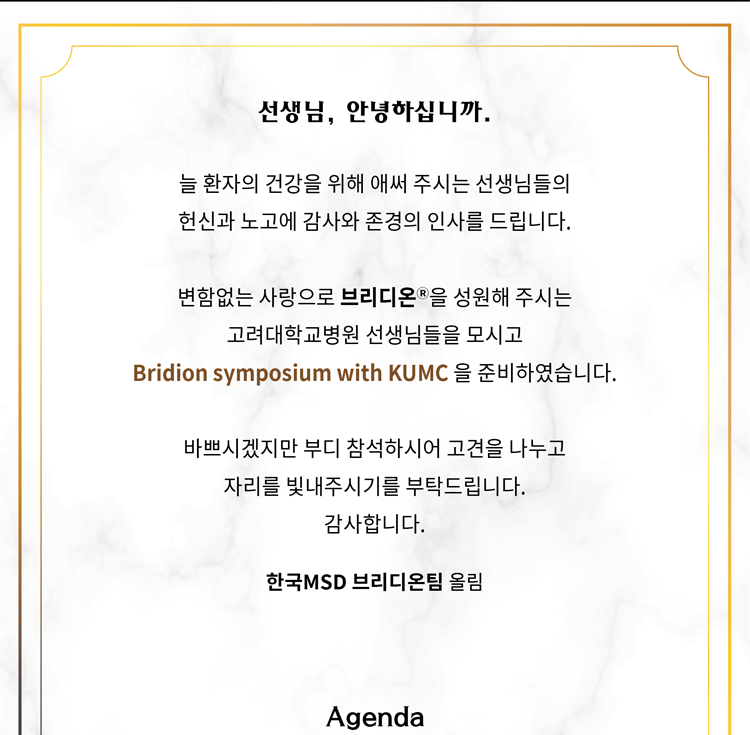 선생님, 안녕하십니까.
늘 환자의 건강을 위해 애써 주시는 선생님들의
헌신과 노고에 감사와 존경의 인사를 드립니다.
변함없는 사랑으로 브리디온®을 성원해 주시는
고려대학교병원 선생님들을 모시고
Bridion symposium with KUMC 을 준비하였습니다.
바쁘시겠지만 부디 참석하시어 고견을 나누고
자리를 빛내주시기를 부탁드립니다.
감사합니다.
한국MSD 브리디온팀 올림
Agenda